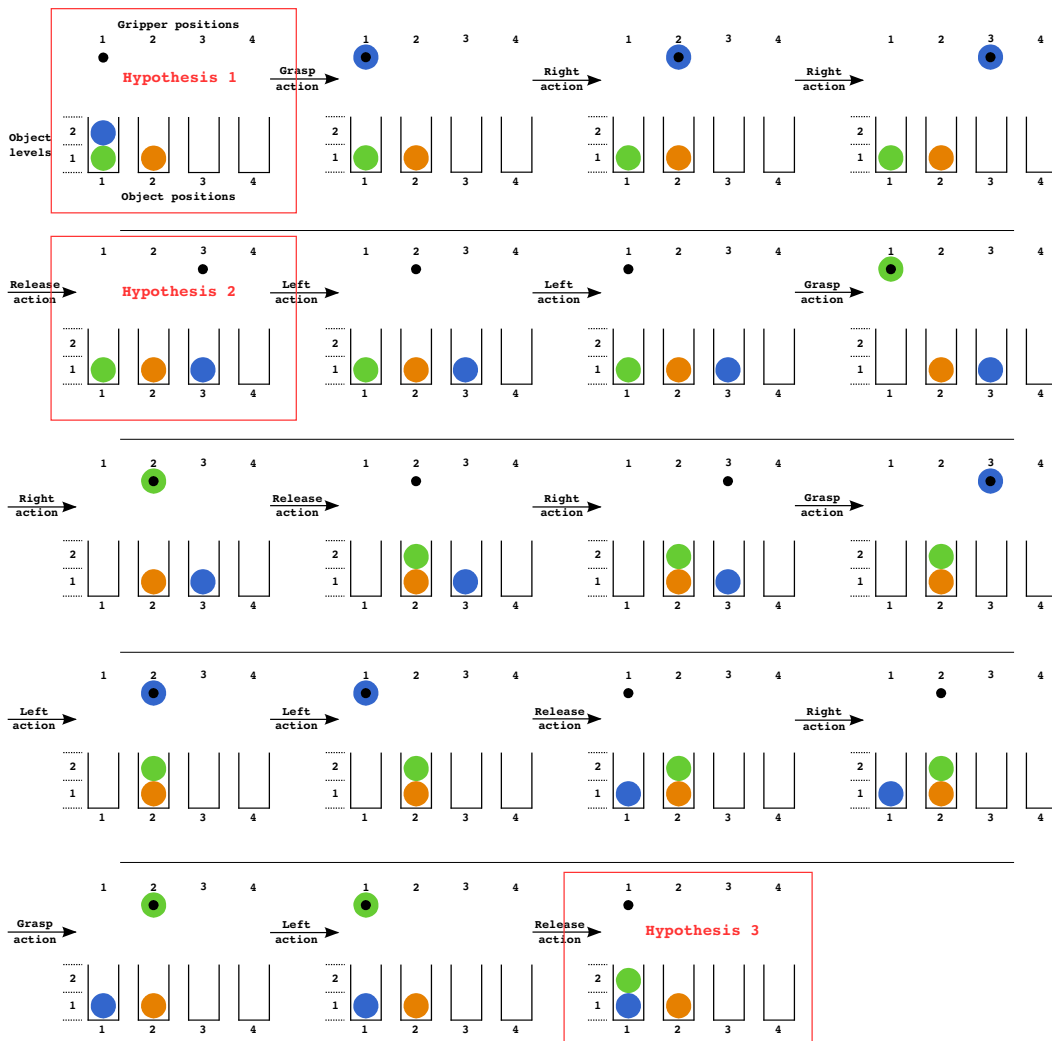 Gripper positions
1 2 3 4 1 2 3 4 1 2 3 4 1 2 3 4
Hypothesis 1
Grasp action
Right action
Right action
Object levels
2 2 2 2
1 1 1 1
1 2 3 4 1 2 3 4 1 2 3 4 1 2 3 4
Object positions
1 2 3 4 1 2 3 4 1 2 3 4 1 2 3 4
Release action
Hypothesis 2
Left action
Left action
Grasp action
2 2 2 2
1 1 1 1
1 2 3 4 1 2 3 4 1 2 3 4 1 2 3 4
1 2 3 4 1 2 3 4 1 2 3 4 1 2 3 4
Right action
Release action
Right action
Grasp action
2 2 2 2
1 1 1 1
1 2 3 4 1 2 3 4 1 2 3 4 1 2 3 4
1 2 3 4 1 2 3 4 1 2 3 4 1 2 3 4
Left action
Left action
Release action
Right action
2 2 2 2
1 1 1 1
1 2 3 4 1 2 3 4 1 2 3 4 1 2 3 4
1 2 3 4 1 2 3 4 1 2 3 4
Grasp action
Left action
Release action
Hypothesis 3
2 2 2
1 1 1
1 2 3 4 1 2 3 4 1 2 3 4